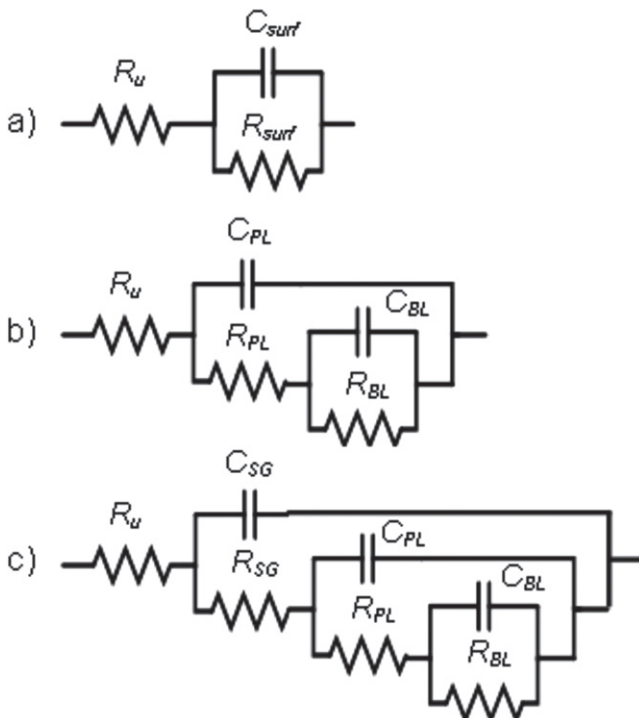 a)
R_u
C_surf
R_surf
b)
R_u
C_PL
R_PL
C_BL
R_BL
c)
R_u
C_SG
R_SG
C_PL
R_PL
C_BL
R_BL